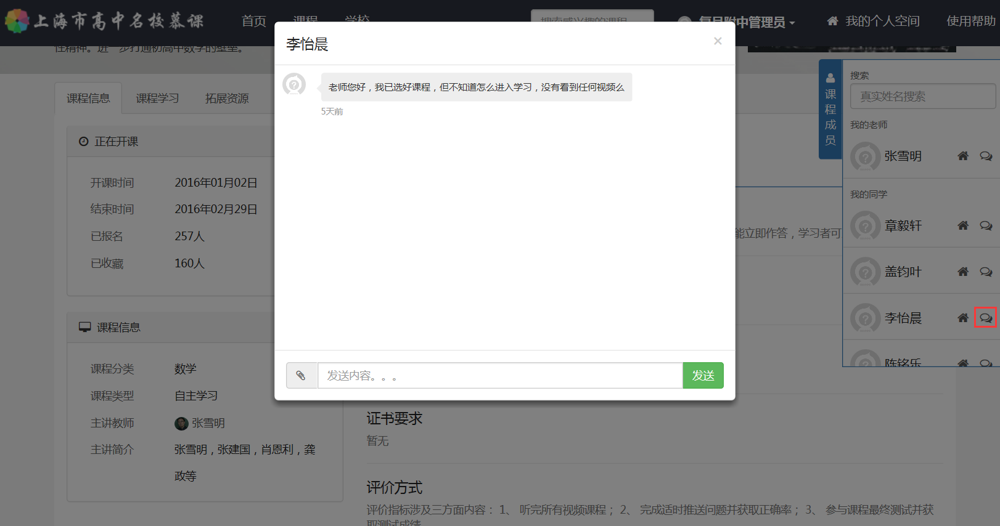 上海市高中名校慕课
首页
课程
学校
搜索感兴趣的课程
复旦附中管理员
我的个人空间
使用帮助
任精神。进一步打通初高中数学的壁垒。
课程信息
课程学习
拓展资源
正在开课
开课时间 2016年01月02日
结束时间 2016年02月29日
已报名 257人
已收藏 160人
课程信息
课程分类 数学
课程类型 自主学习
主讲教师 张雪明
主讲简介 张雪明，张建国，肖恩利，龚
政等
李怡晨
×
老师您好，我已选好课程，但不知道怎么进入学习，没有看到任何视频么
5天前
发送内容。。。
发送
能立即作答，学习者可
证书要求
暂无
评价方式
评价指标涉及三方面内容： 1、 听完所有视频课程； 2、 完成适时推送问题并获取正确率； 3、 参与课程最终测试并获
取测试成绩
课程成员
搜索
真实姓名搜索
我的老师
张雪明
我的同学
章毅轩
盖钧叶
李怡晨
陈铭乐